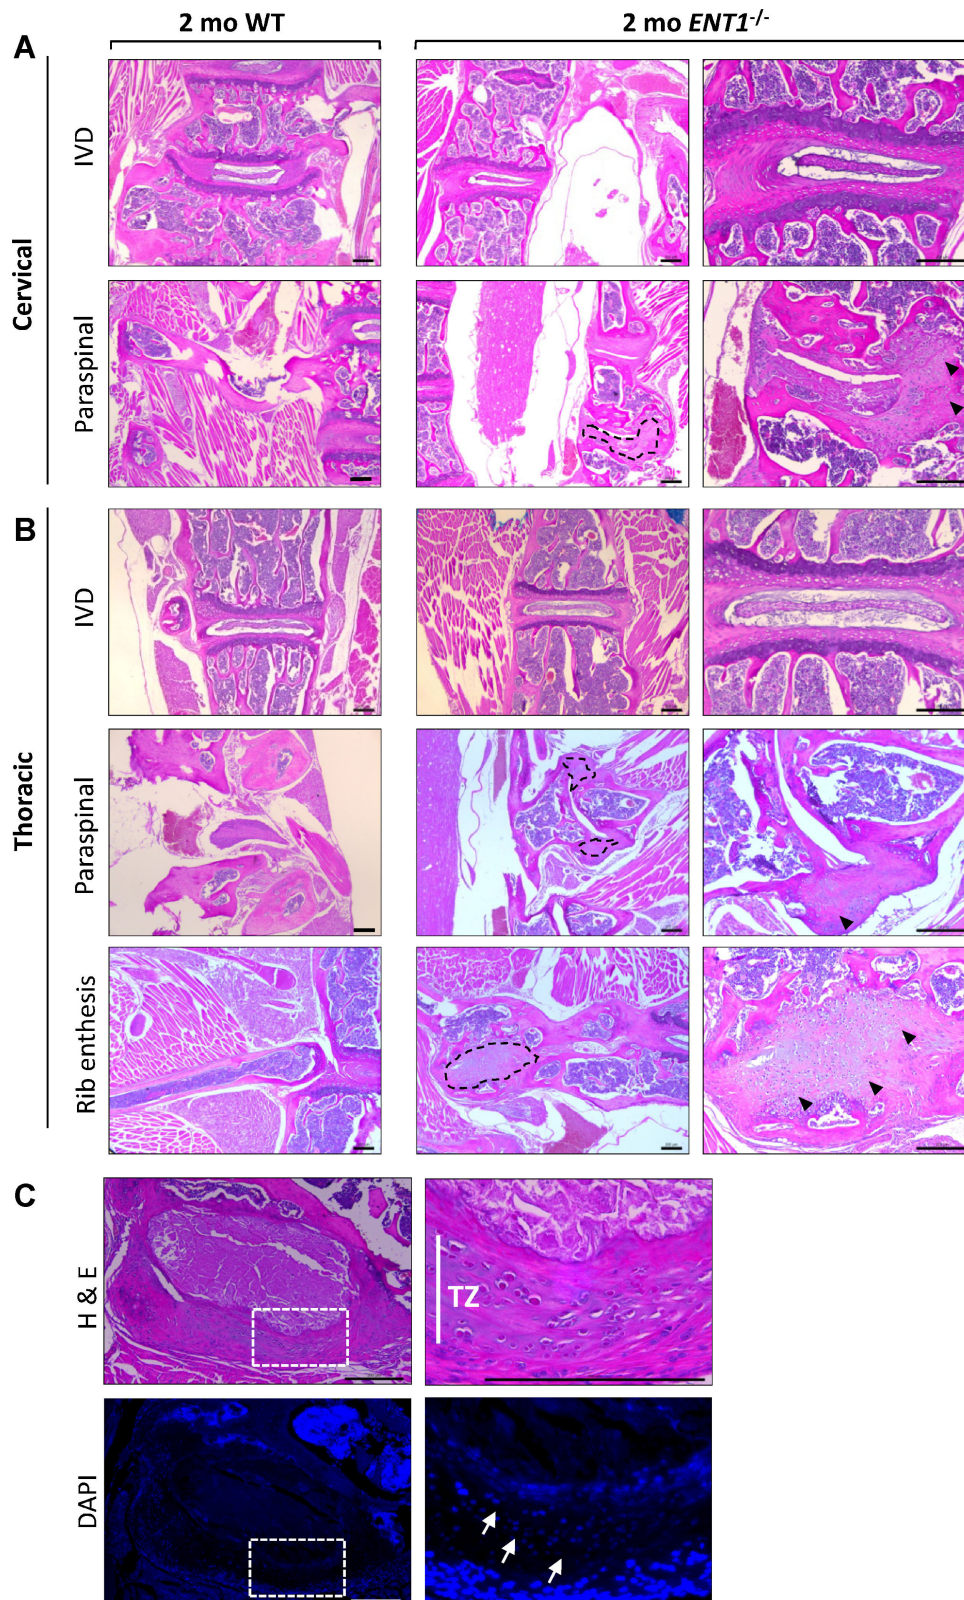 2 mo WT
2 mo ENT1-/-
A
Cervical
IVD
Paraspinal
B
Thoracic
IVD
Paraspinal
Rib enthesis
C
H & E
TZ
DAPI